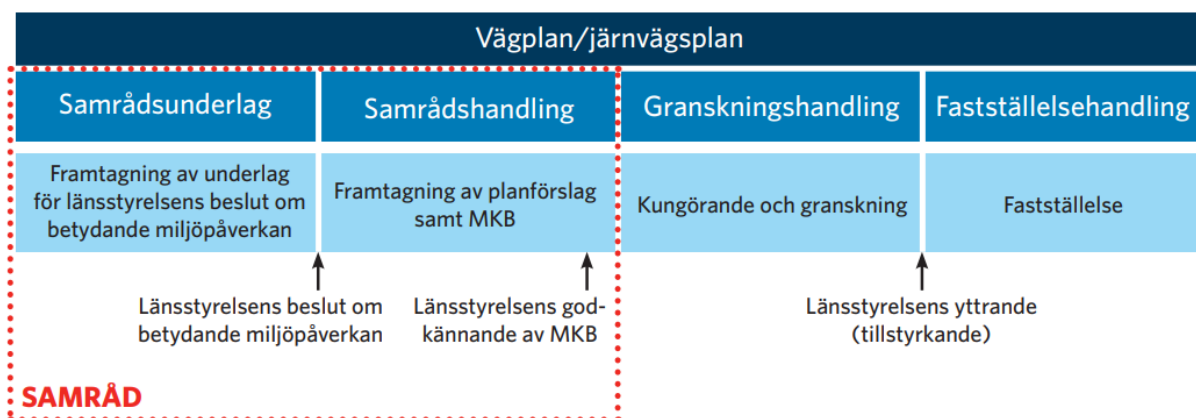 Vägplan/järnvägsplan
Samrådsunderlag
Samrådshandling
Granskningshandling
Fastställelsehandling
Framtagning av underlag
för länsstyrelsens beslut om
betydande miljöpåverkan
Framtagning av planförslag
samt MKB
Kungörande och granskning
Fastställelse
Länsstyrelsens beslut om
betydande miljöpåverkan
Länsstyrelsens god-
kännande av MKB
Länsstyrelsens yttrande
(tillstyrkande)
SAMRÅD